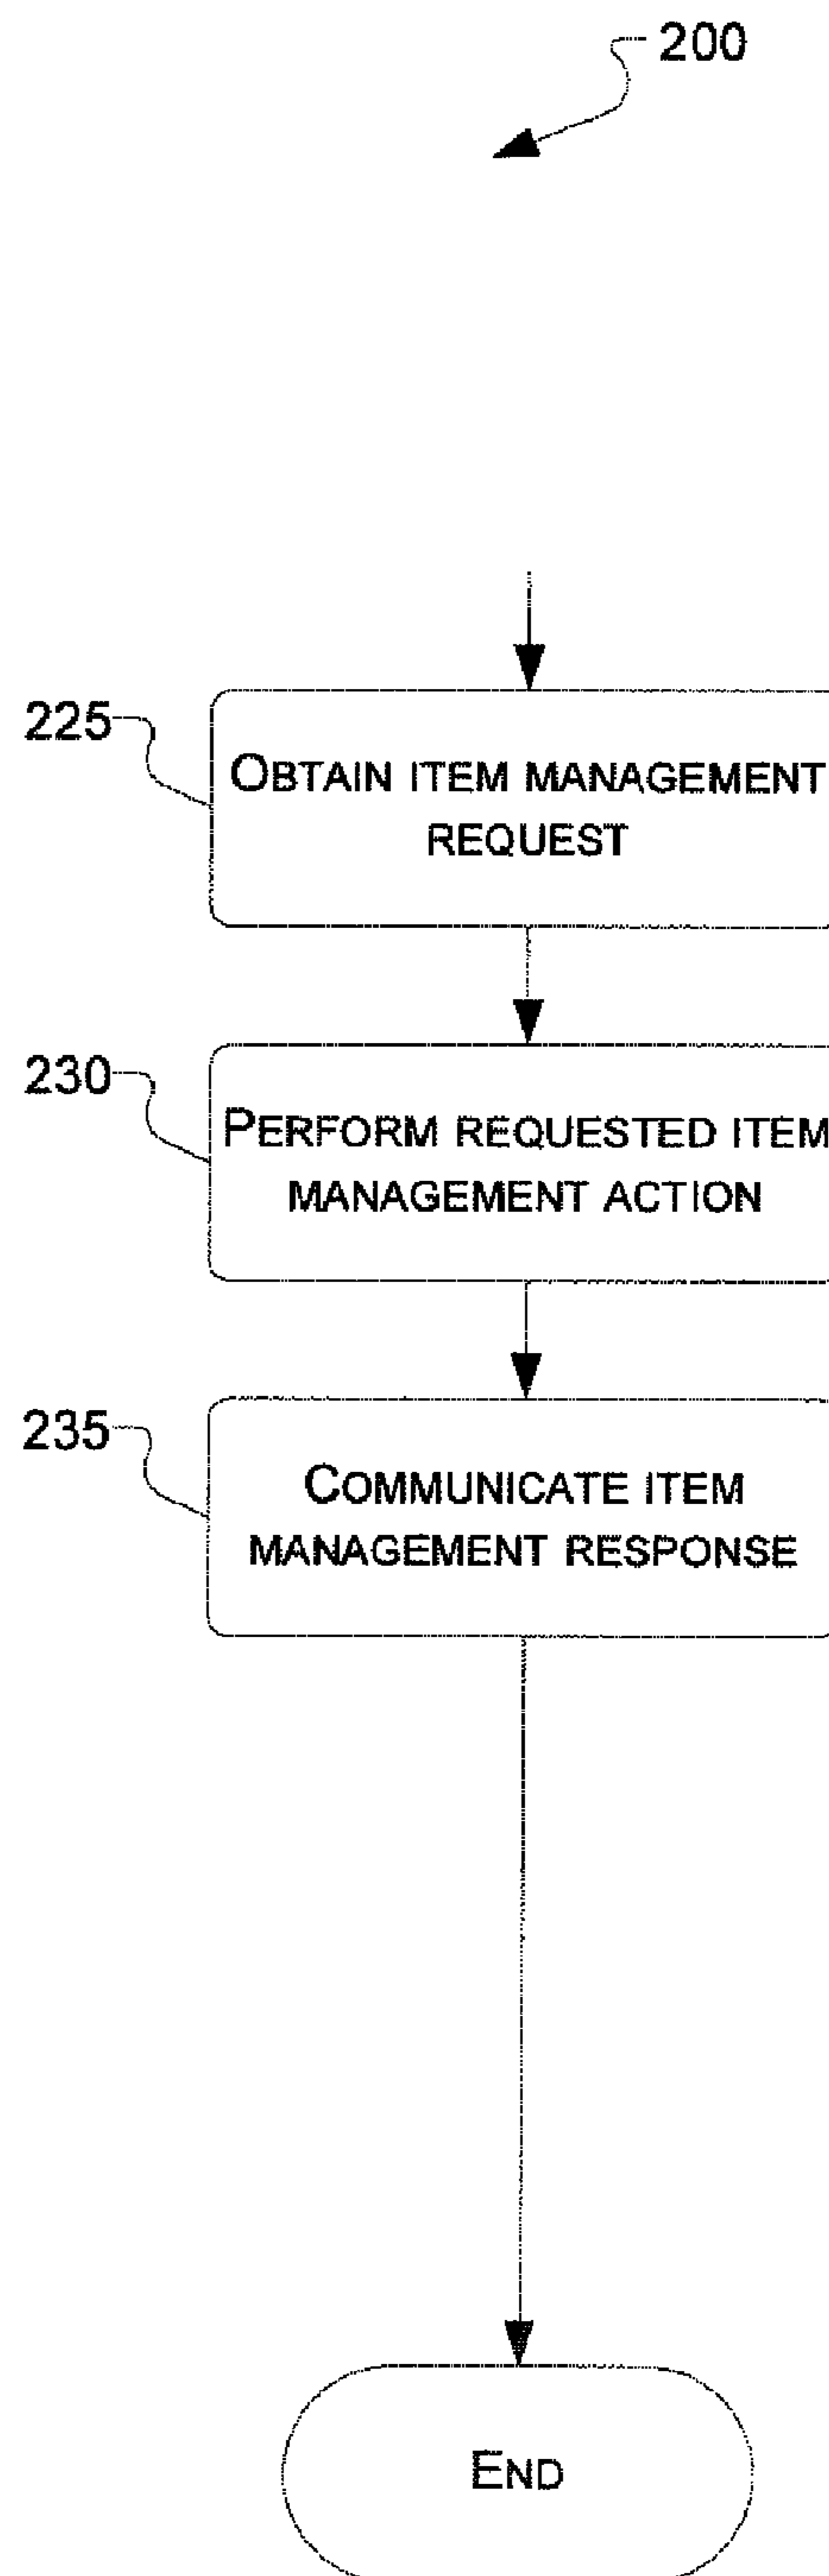 200
225
OBTAIN ITEM MANAGEMENT
REQUEST
230
PERFORM REQUESTED ITEM
MANAGEMENT ACTION
235
COMMUNICATE ITEM
MANAGEMENT RESPONSE
END